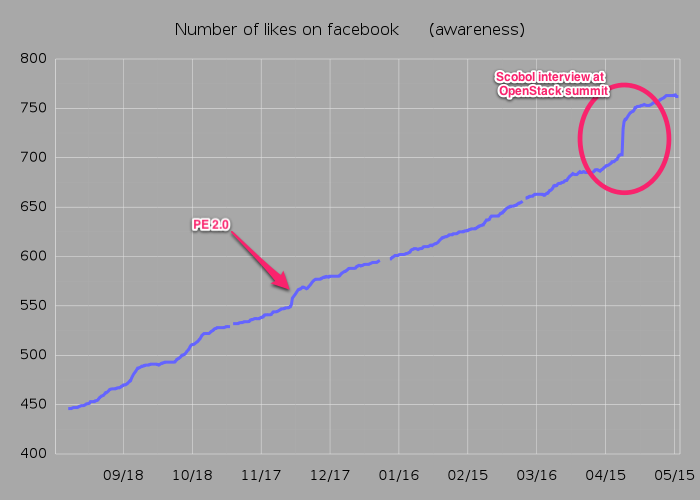 Number of likes on facebook (awareness)
800
Scobol interview at
OpenStack summit
750
700
650
PE 2.0
600
550
500
450
400
09/18 10/18 11/17 12/17 01/16 02/15 03/16 04/15 05/15